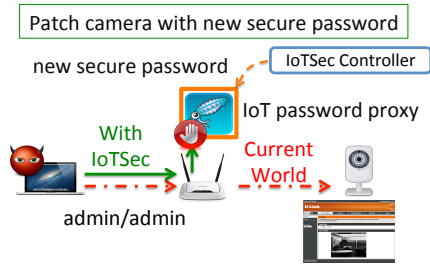 Patch camera with new secure password
new secure password
IoTSec Controller
IoT password proxy
With
IoTSec
Current
World
admin/admin
D-Link